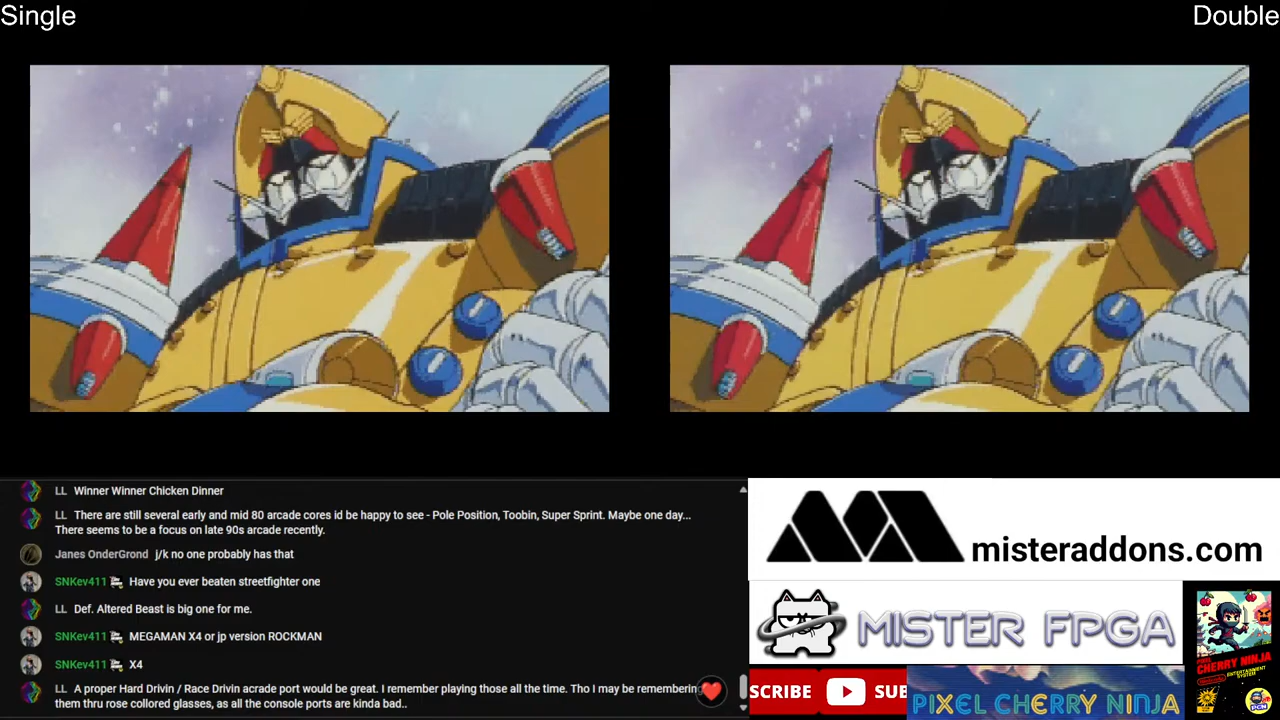 Single
Double
LL Winner Winner Chicken Dinner
LL There are still several early and mid 80 arcade cores id be happy to see - Pole Position, Toobin, Super Sprint. Maybe one day...
There seems to be a focus on late 90s arcade recently.
Janes OnderGrond j/k no one probably has that
SNKev411 Have you ever beaten streetfighter one
LL Def. Altered Beast is big one for me.
SNKev411 MEGAMAN X4 or jp version ROCKMAN
SNKev411 X4
LL A proper Hard Drivin / Race Drivin acrade port would be great. I remember playing those all the time. Tho I may be remembering
them thru rose collored glasses, as all the console ports are kinda bad..
misteraddons.com
MISTER FPGA
SCRIBE
SUB
PIXEL CHERRY NINJA
PIXEL
CHERRY NINJA
ENTERTAINMENT
SYSTEM